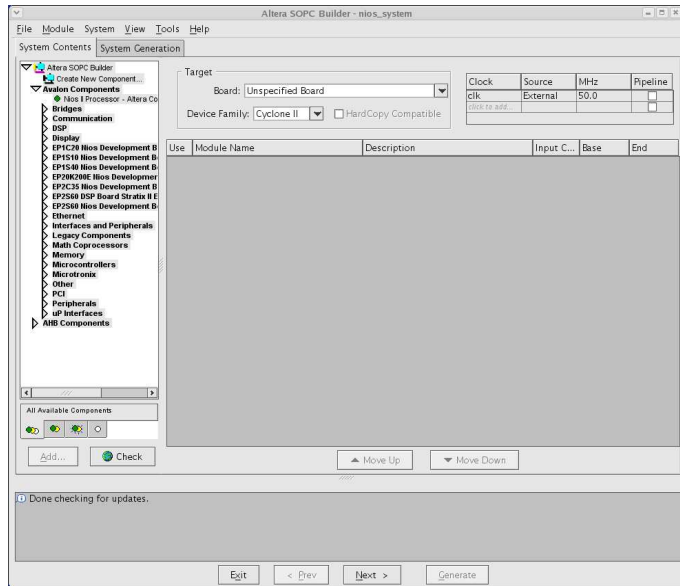 Altera SOPC Builder - nios_system
File Module System View Tools Help
System Contents System Generation
Altera SOPC Builder
Create New Component...
Avalon Components
Nios II Processor - Altera Co
Bridges
Communication
DSP
Display
EP1C20 Nios Development B
EP1S10 Nios Development B
EP1S40 Nios Development B
EP20K200E Nios Developmer
EP2C35 Nios Development B
EP2S60 DSP Board Stratix II E
EP2S60 Nios Development B
Ethernet
Interfaces and Peripherals
Legacy Components
Math Coprocessors
Memory
Microcontrollers
Microtronix
Other
PCI
Peripherals
uP Interfaces
AHB Components
All Available Components
Add... Check
Target
Board: Unspecified Board
Device Family: Cyclone II HardCopy Compatible
Clock Source MHz Pipeline
clk External 50.0
click to add...
Use Module Name Description Input C... Base End
Move Up Move Down
Done checking for updates.
Exit < Prev Next > Generate